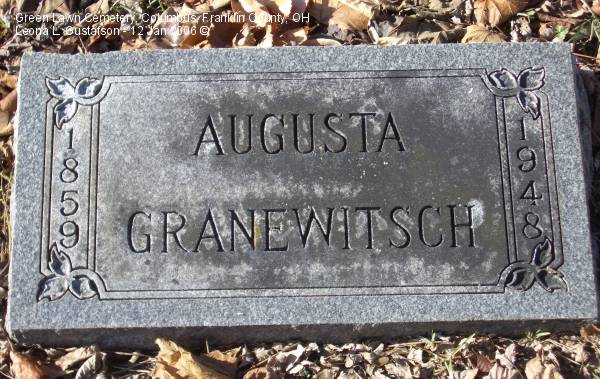 Green Lawn Cemetery, Columbus, Franklin County, OH
Leona L. Gustafson - 12 Jan 2006 ©
AUGUSTA
GRANEWITSCH
1859
1948